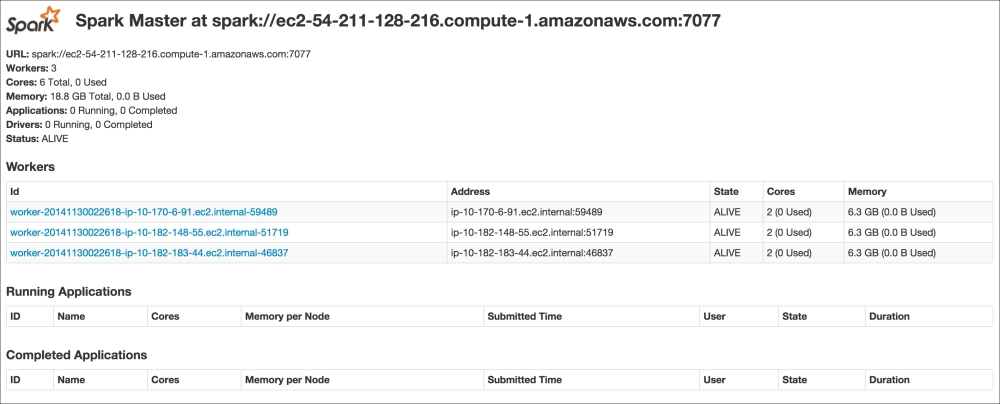 Spark Spark Master at spark://ec2-54-211-128-216.compute-1.amazonaws.com:7077
URL: spark://ec2-54-211-128-216.compute-1.amazonaws.com:7077
Workers: 3
Cores: 6 Total, 0 Used
Memory: 18.8 GB Total, 0.0 B Used
Applications: 0 Running, 0 Completed
Drivers: 0 Running, 0 Completed
Status: ALIVE
Workers
Id Address State Cores Memory
worker-20141130022618-ip-10-170-6-91.ec2.internal-59489 ip-10-170-6-91.ec2.internal:59489 ALIVE 2 (0 Used) 6.3 GB (0.0 B Used)
worker-20141130022618-ip-10-182-148-55.ec2.internal-51719 ip-10-182-148-55.ec2.internal:51719 ALIVE 2 (0 Used) 6.3 GB (0.0 B Used)
worker-20141130022618-ip-10-182-183-44.ec2.internal-46837 ip-10-182-183-44.ec2.internal:46837 ALIVE 2 (0 Used) 6.3 GB (0.0 B Used)
Running Applications
ID Name Cores Memory per Node Submitted Time User State Duration
Completed Applications
ID Name Cores Memory per Node Submitted Time User State Duration